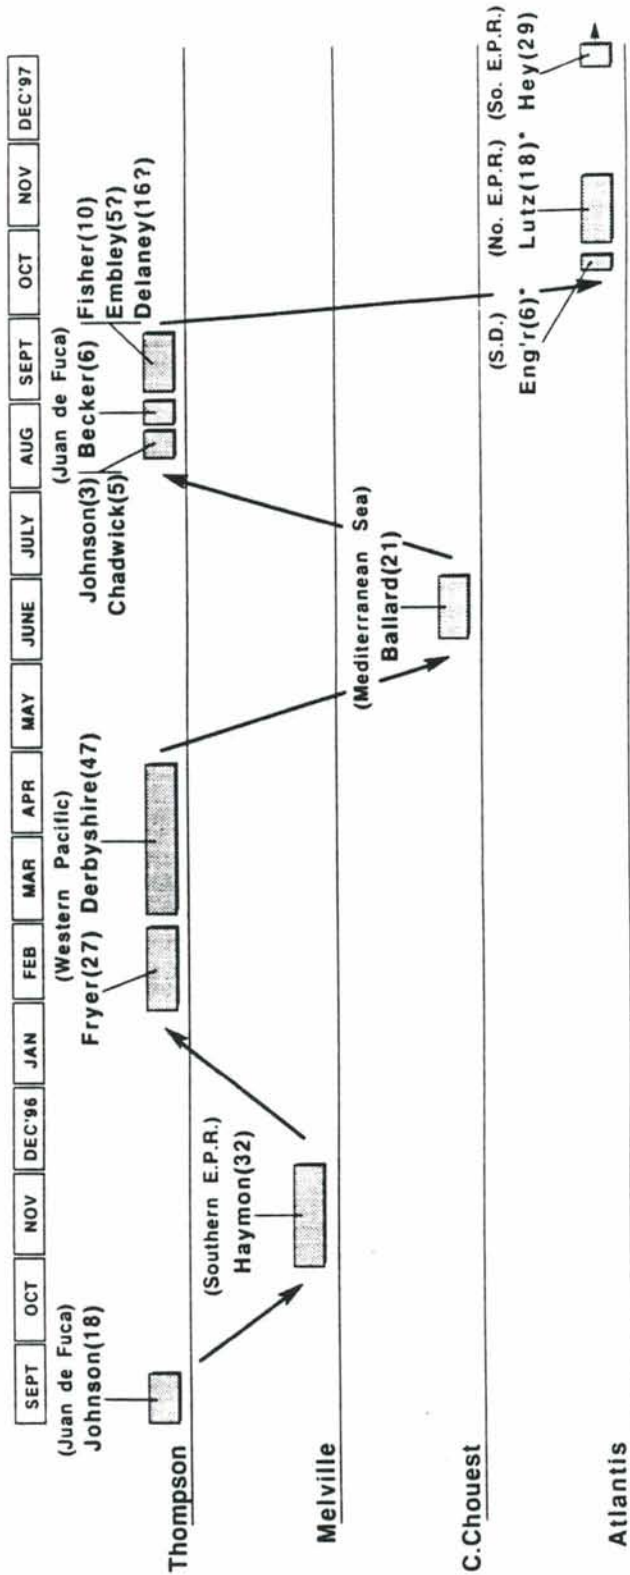 SEPT OCT NOV DEC'96 JAN FEB MAR APR MAY JUNE JULY AUG SEPT OCT NOV DEC'97
(Juan de Fuca)
Johnson(18)
(Western Pacific)
Fryer(27) Derbyshire(47)
(Juan de Fuca)
Johnson(3) Becker(6) Fisher(10)
Chadwick(5) Embley(5?)
Delaney(16?)
Thompson
(Southern E.P.R.)
Haymon(32)
Melville
(Mediterranean Sea)
Ballard(21)
C.Chouest
(S.D.) (No. E.P.R.) (So. E.P.R.)
Eng'r(6)* Lutz(18)* Hey(29)
Atlantis